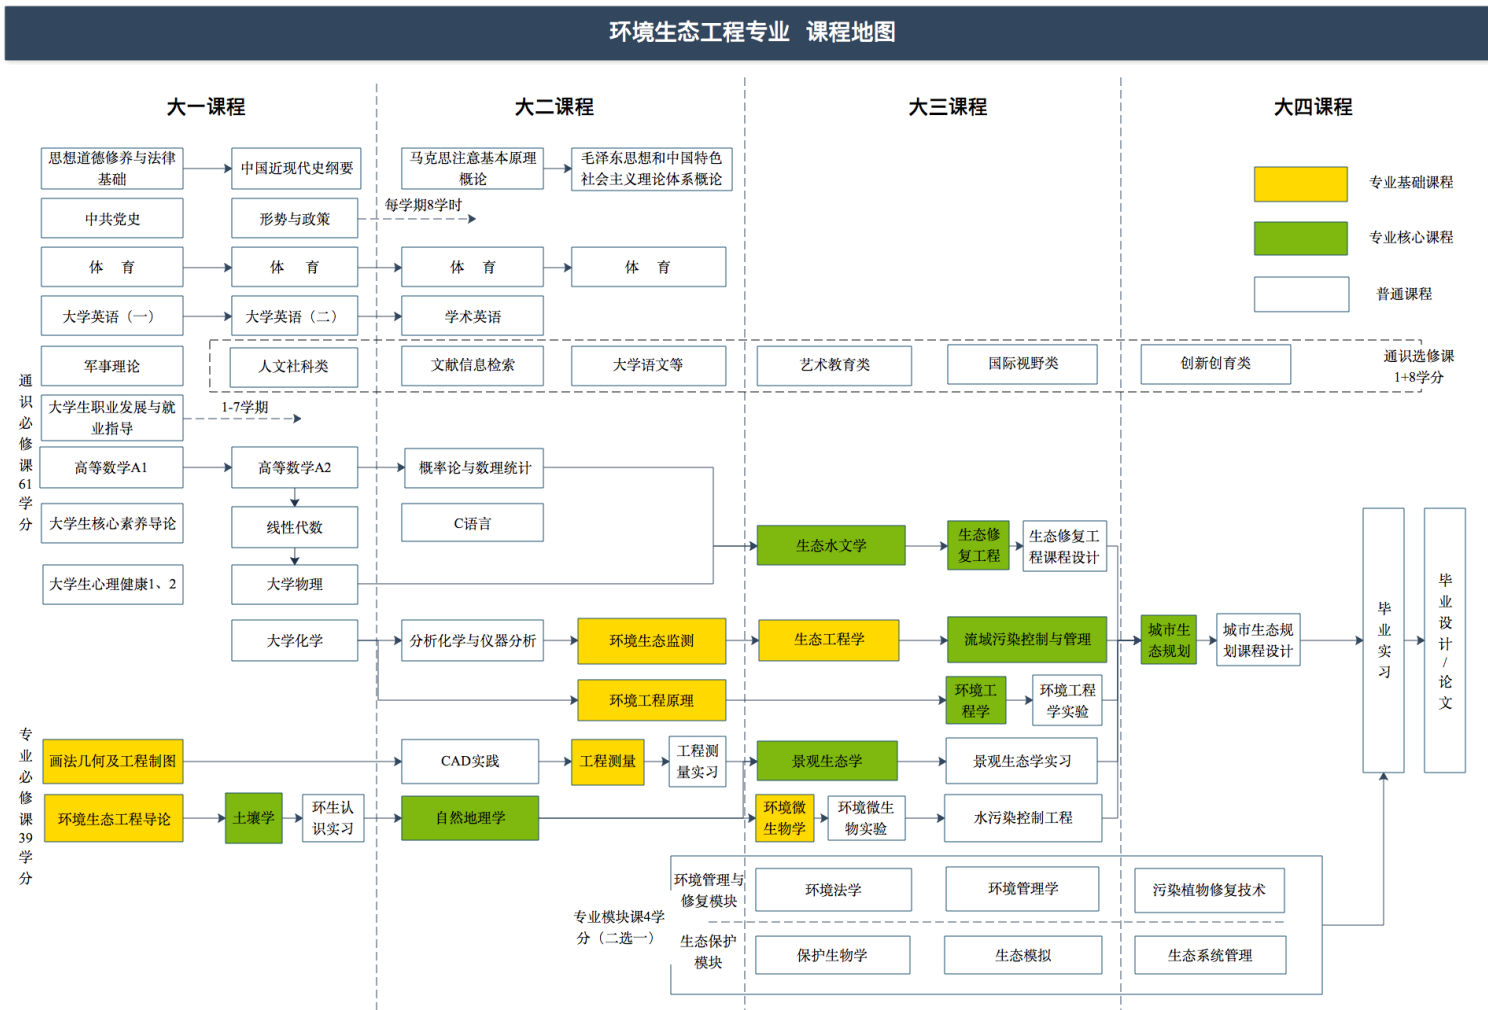 环境生态工程专业 课程地图
大一课程
大二课程
大三课程
大四课程
思想道德修养与法律
基础
中国近现代史纲要
马克思注意基本原理
概论
毛泽东思想和中国特色
社会主义理论体系概论
专业基础课程
中共党史
形势与政策
每学期8学时
专业核心课程
体 育
体 育
体 育
体 育
普通课程
大学英语（一）
大学英语（二）
学术英语
军事理论
人文社科类
文献信息检索
大学语文等
艺术教育类
国际视野类
创新创育类
通识选修课
1+8学分
通
识
必
修
课
61
学
分
大学生职业发展与就
业指导
1-7学期
高等数学A1
高等数学A2
概率论与数理统计
大学生核心素养导论
线性代数
C语言
大学生心理健康1、2
大学物理
生态水文学
生态修
复工程
生态修复工
程课程设计
大学化学
分析化学与仪器分析
环境生态监测
生态工程学
流域污染控制与管理
城市生
态规划
城市生态规
划课程设计
毕
业
实
习
毕
业
设
计
/
论
文
环境工程原理
环境工
程学
环境工程
学实验
专
业
必
修
课
39
学
分
画法几何及工程制图
CAD实践
工程测量
工程测
量实习
景观生态学
景观生态学实习
环境生态工程导论
土壤学
环生认
识实习
自然地理学
环境微
生物学
环境微生
物实验
水污染控制工程
专业模块课4学
分（二选一）
环境管理与
修复模块
环境法学
环境管理学
污染植物修复技术
生态保护
模块
保护生物学
生态模拟
生态系统管理